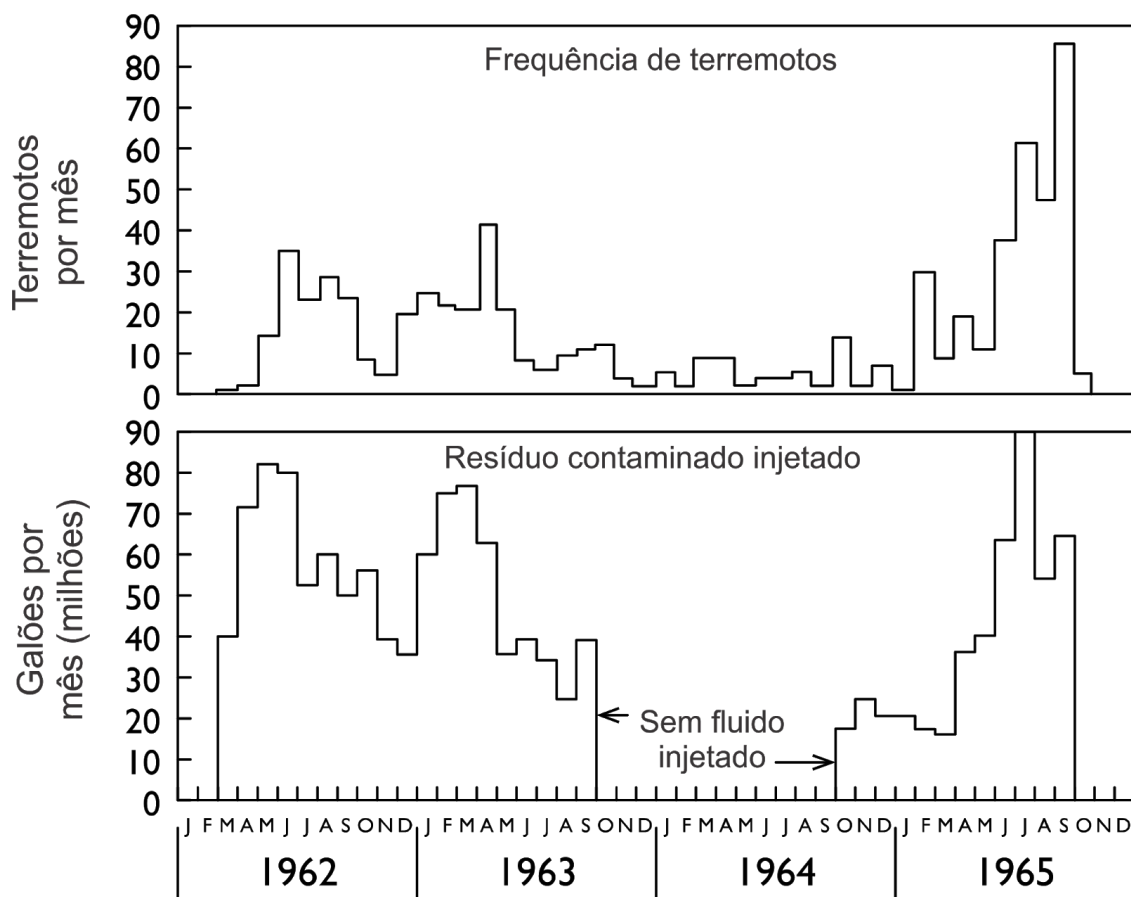 Frequência de terremotos
Terremotos
por mês
90
80
70
60
50
40
30
20
10
0
Resíduo contaminado injetado
Galões por
mês (milhões)
90
80
70
60
50
40
30
20
10
0
Sem fluido
injetado
J F M A M J J A S O N D J F M A M J J A S O N D J F M A M J J A S O N D J F M A M J J A S O N D
1962 1963 1964 1965